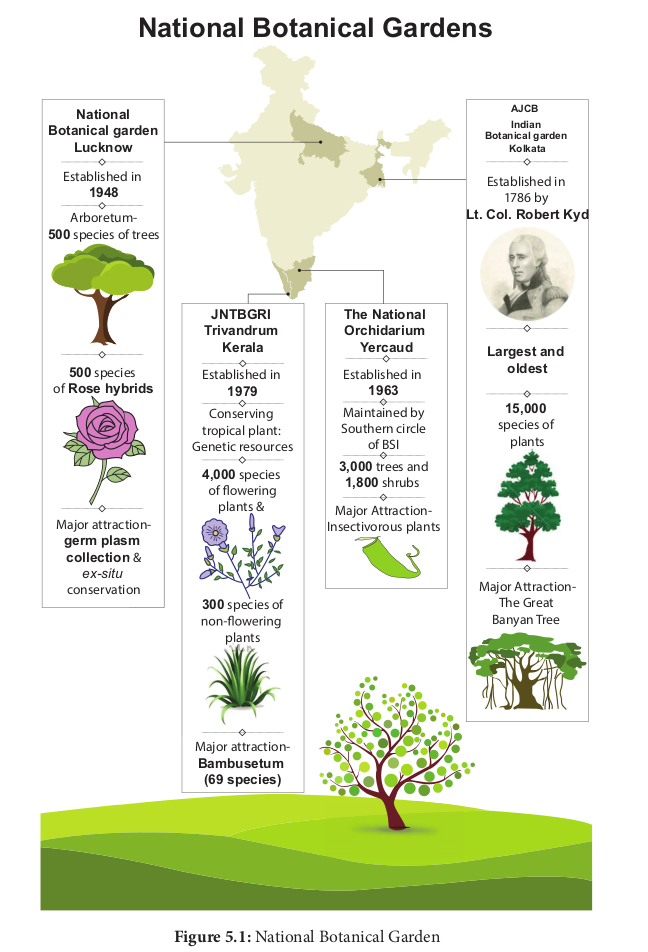 National Botanical Gardens
National
Botanical garden
Lucknow
Established in
1948
Arboretum-
500 species of trees
500 species
of Rose hybrids
Major attraction-
germ plasm
collection &
ex-situ
conservation
JNTBGRI
Trivandrum
Kerala
Established in
1979
Conserving
tropical plant:
Genetic resources
4,000 species
of flowering
plants &
300 species of
non-flowering
plants
Major attraction-
Bambusetum
(69 species)
The National
Orchidarium
Yercaud
Established in
1963
Maintained by
Southern circle
of BSI
3,000 trees and
1,800 shrubs
Major Attraction-
Insectivorous plants
AJCB
Indian
Botanical garden
Kolkata
Established in
1786 by
Lt. Col. Robert Kyd
Largest and
oldest
15,000
species of
plants
Major Attraction-
The Great
Banyan Tree
Figure 5.1: National Botanical Garden